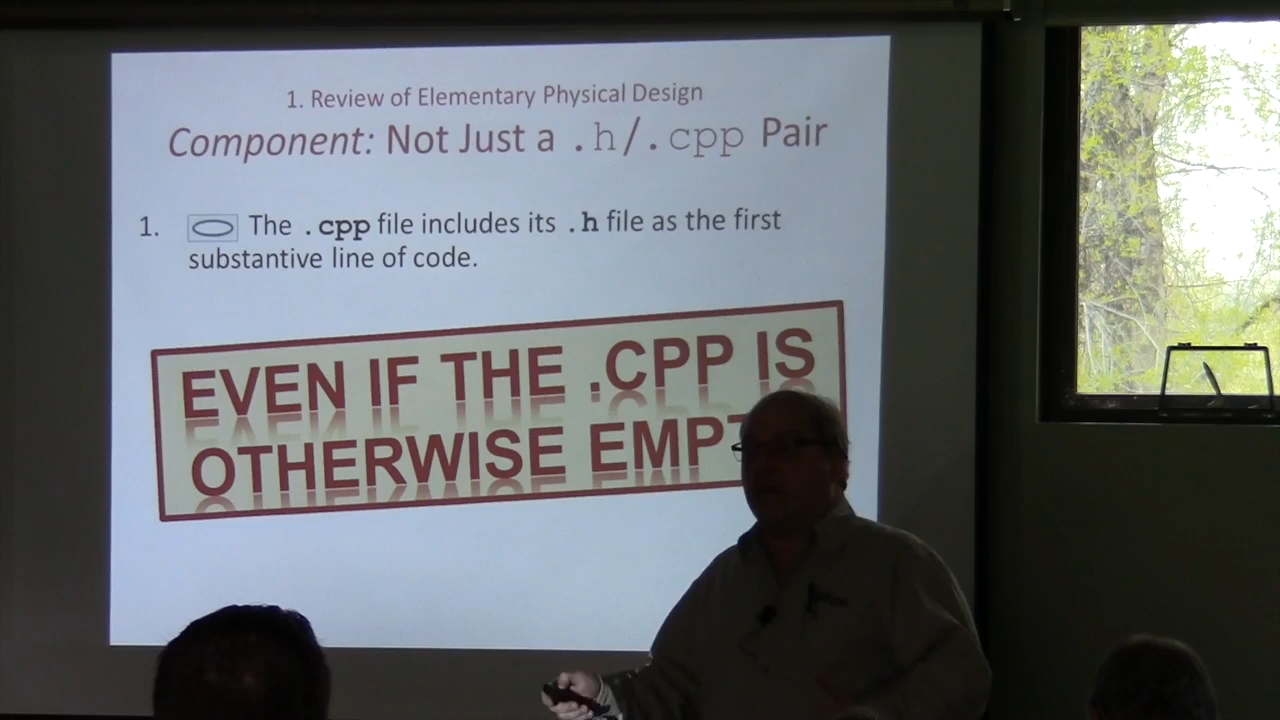 1. Review of Elementary Physical Design
Component: Not Just a .h/.cpp Pair
1. The .cpp file includes its .h file as the first
substantive line of code.
EVEN IF THE .CPP IS
OTHERWISE